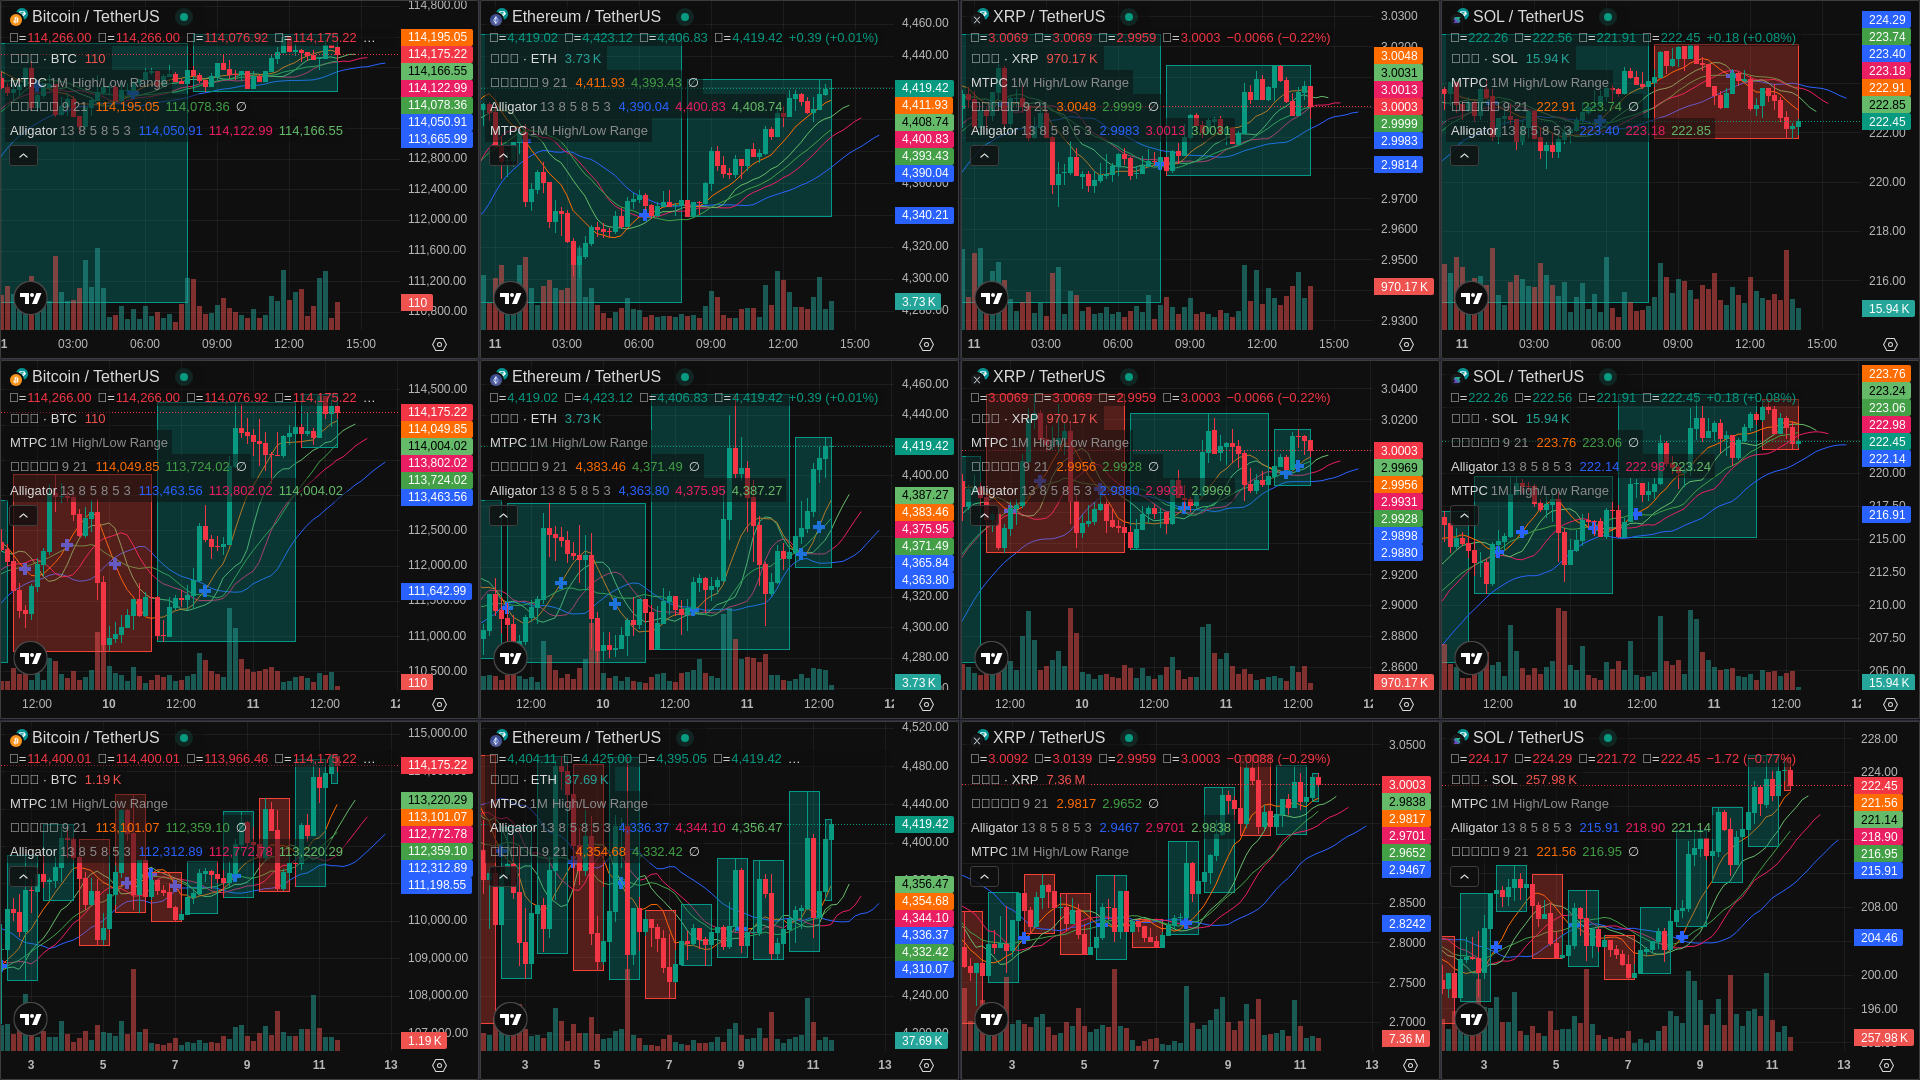 Bitcoin / TetherUS
=114,266.00 =114,266.00 =114,076.92 =114,175.22 …
· BTC 110
MTPC 1M High/Low Range
9 21 114,195.05 114,078.36 ∅
Alligator 13 8 5 8 5 3 114,050.91 114,122.99 114,166.55
114,800.00
114,195.05
114,175.22
114,166.55
114,122.99
114,078.36
114,050.91
113,665.99
112,800.00
112,400.00
112,000.00
111,600.00
111,200.00
110
03:00 06:00 09:00 12:00 15:00
Ethereum / TetherUS
=4,419.02 =4,423.12 =4,406.83 =4,419.42 +0.39 (+0.01%)
· ETH 3.73 K
9 21 4,411.93 4,393.43 ∅
Alligator 13 8 5 8 5 3 4,390.04 4,400.83 4,408.74
MTPC 1M High/Low Range
4,460.00
4,440.00
4,419.42
4,411.93
4,408.74
4,400.83
4,393.43
4,390.04
4,340.21
4,320.00
4,300.00
3.73 K
11 03:00 06:00 09:00 12:00 15:00
XRP / TetherUS
=3.0069 =3.0069 =2.9959 =3.0003 −0.0066 (−0.22%)
· XRP 970.17 K
MTPC 1M High/Low Range
9 21 3.0048 2.9999 ∅
Alligator 13 8 5 8 5 3 2.9983 3.0013 3.0031
3.0300
3.0048
3.0031
3.0013
3.0003
2.9999
2.9983
2.9814
2.9700
2.9600
2.9500
970.17 K
2.9300
11 03:00 06:00 09:00 12:00 15:00
SOL / TetherUS
=222.26 =222.56 =221.91 =222.45 +0.18 (+0.08%)
· SOL 15.94 K
MTPC 1M High/Low Range
9 21 222.91 223.74 ∅
Alligator 13 8 5 8 5 3 223.40 223.18 222.85
224.29
223.74
223.40
223.18
222.91
222.85
222.45
222.00
220.00
218.00
216.00
15.94 K
11 03:00 06:00 09:00 12:00 15:00
Bitcoin / TetherUS
=114,266.00 =114,266.00 =114,076.92 =114,175.22 …
· BTC 110
MTPC 1M High/Low Range
9 21 114,049.85 113,724.02 ∅
Alligator 13 8 5 8 5 3 113,463.56 113,802.02 114,004.02
114,500.00
114,175.22
114,049.85
114,004.02
113,802.02
113,724.02
113,463.56
112,500.00
112,000.00
111,642.99
111,000.00
110,500.00
110
12:00 10 12:00 11 12:00
Ethereum / TetherUS
=4,419.02 =4,423.12 =4,406.83 =4,419.42 +0.39 (+0.01%)
· ETH 3.73 K
MTPC 1M High/Low Range
9 21 4,383.46 4,371.49 ∅
Alligator 13 8 5 8 5 3 4,363.80 4,375.95 4,387.27
4,460.00
4,440.00
4,419.42
4,400.00
4,387.27
4,383.46
4,375.95
4,371.49
4,365.84
4,363.80
4,320.00
4,300.00
4,280.00
3.73 K
12:00 10 12:00 11 12:00
XRP / TetherUS
=3.0069 =3.0069 =2.9959 =3.0003 −0.0066 (−0.22%)
· XRP 970.17 K
MTPC 1M High/Low Range
9 21 2.9956 2.9928 ∅
Alligator 13 8 5 8 5 3 2.9880 2.9931 2.9969
3.0400
3.0200
3.0003
2.9969
2.9956
2.9931
2.9928
2.9898
2.9880
2.9200
2.9000
2.8800
2.8600
970.17 K
12:00 10 12:00 11 12:00
SOL / TetherUS
=222.26 =222.56 =221.91 =222.45 +0.18 (+0.08%)
· SOL 15.94 K
9 21 223.76 223.06 ∅
Alligator 13 8 5 8 5 3 222.14 222.98 223.24
MTPC 1M High/Low Range
223.76
223.24
223.06
222.98
222.45
222.14
220.00
216.91
215.00
212.50
210.00
207.50
205.00
15.94 K
12:00 10 12:00 11 12:00
Bitcoin / TetherUS
=114,400.01 =114,400.01 =113,966.46 =114,175.22 …
· BTC 1.19 K
MTPC 1M High/Low Range
9 21 113,101.07 112,359.10 ∅
Alligator 13 8 5 8 5 3 112,312.89 112,772.78 113,220.29
115,000.00
114,175.22
113,220.29
113,101.07
112,772.78
112,359.10
112,312.89
111,198.55
110,000.00
109,000.00
108,000.00
1.19 K
3 5 7 9 11 13
Ethereum / TetherUS
=4,404.11 =4,425.00 =4,395.05 =4,419.42 …
· ETH 37.69 K
MTPC 1M High/Low Range
Alligator 13 8 5 8 5 3 4,336.37 4,344.10 4,356.47
9 21 4,354.68 4,332.42 ∅
4,520.00
4,480.00
4,440.00
4,419.42
4,400.00
4,356.47
4,354.68
4,344.10
4,336.37
4,332.42
4,310.07
4,240.00
37.69 K
3 5 7 9 11 13
XRP / TetherUS
=3.0092 =3.0139 =2.9959 =3.0003 −0.0088 (−0.29%)
· XRP 7.36 M
9 21 2.9817 2.9652 ∅
Alligator 13 8 5 8 5 3 2.9467 2.9701 2.9838
MTPC 1M High/Low Range
3.0500
3.0003
2.9838
2.9817
2.9701
2.9652
2.9467
2.8500
2.8242
2.8000
2.7500
2.7000
7.36 M
3 5 7 9 11 13
SOL / TetherUS
=224.17 =224.29 =221.72 =222.45 −1.72 (−0.77%)
· SOL 257.98 K
MTPC 1M High/Low Range
Alligator 13 8 5 8 5 3 215.91 218.90 221.14
9 21 221.56 216.95 ∅
228.00
224.00
222.45
221.56
221.14
218.90
216.95
215.91
208.00
204.46
200.00
196.00
257.98 K
3 5 7 9 11 13